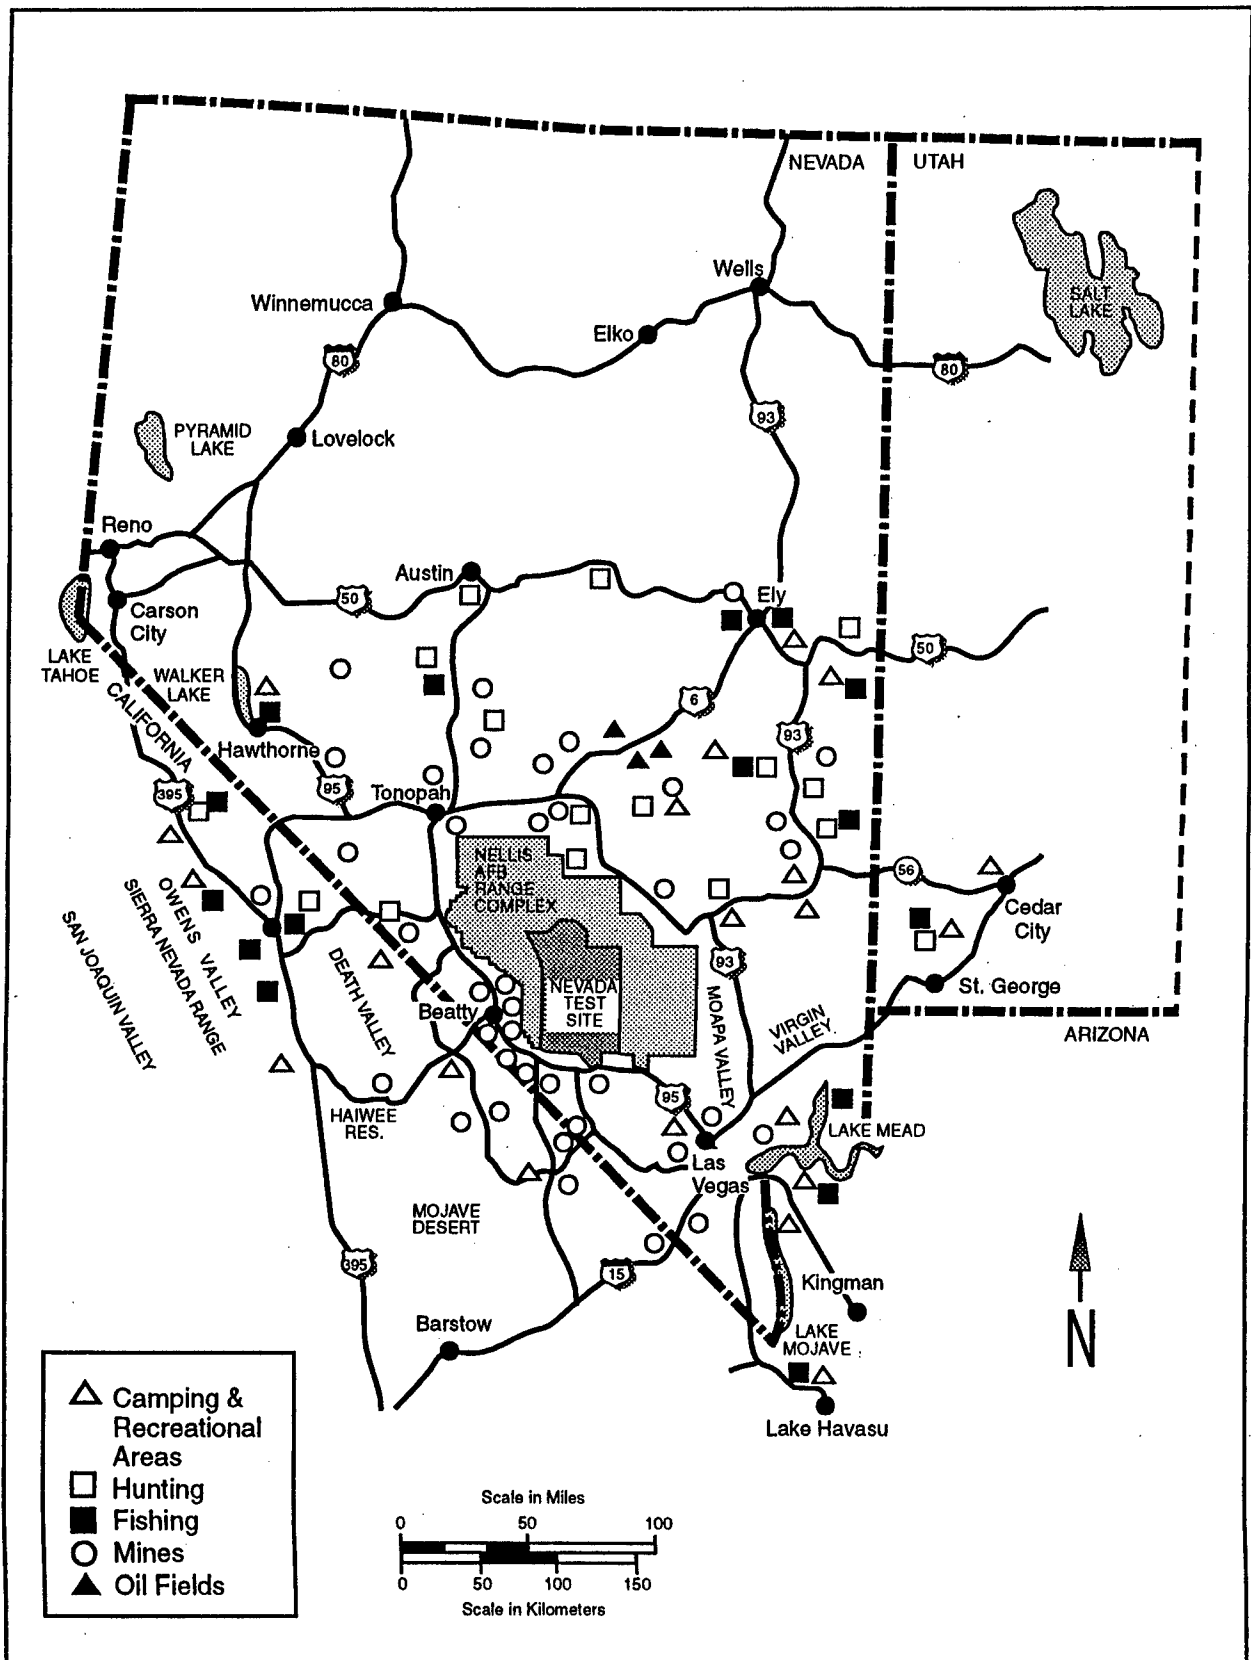 NEVADA
UTAH
Wells
Winnemucca
SALT
LAKE
Elko
80
80
93
PYRAMID
LAKE
Lovelock
Reno
Austin
50
Ely
Carson
City
50
LAKE
TAHOE
WALKER
LAKE
CALIFORNIA
6
93
Hawthorne
395
95
Tonopah
NELLIS
AFB
RANGE
COMPLEX
56
Cedar
City
OWENS VALLEY
SIERRA NEVADA RANGE
SAN JOAQUIN VALLEY
DEATH VALLEY
93
NEVADA
TEST
SITE
St. George
Beatty
MOAPA VALLEY
VIRGIN
VALLEY
ARIZONA
95
HAIWEE
RES.
LAKE MEAD
Las
Vegas
MOJAVE
DESERT
395
15
Kingman
Barstow
LAKE
MOJAVE
N
Lake Havasu
Camping &
Recreational
Areas
Hunting
Fishing
Mines
Oil Fields
Scale in Miles
0 50 100
0 50 100 150
Scale in Kilometers